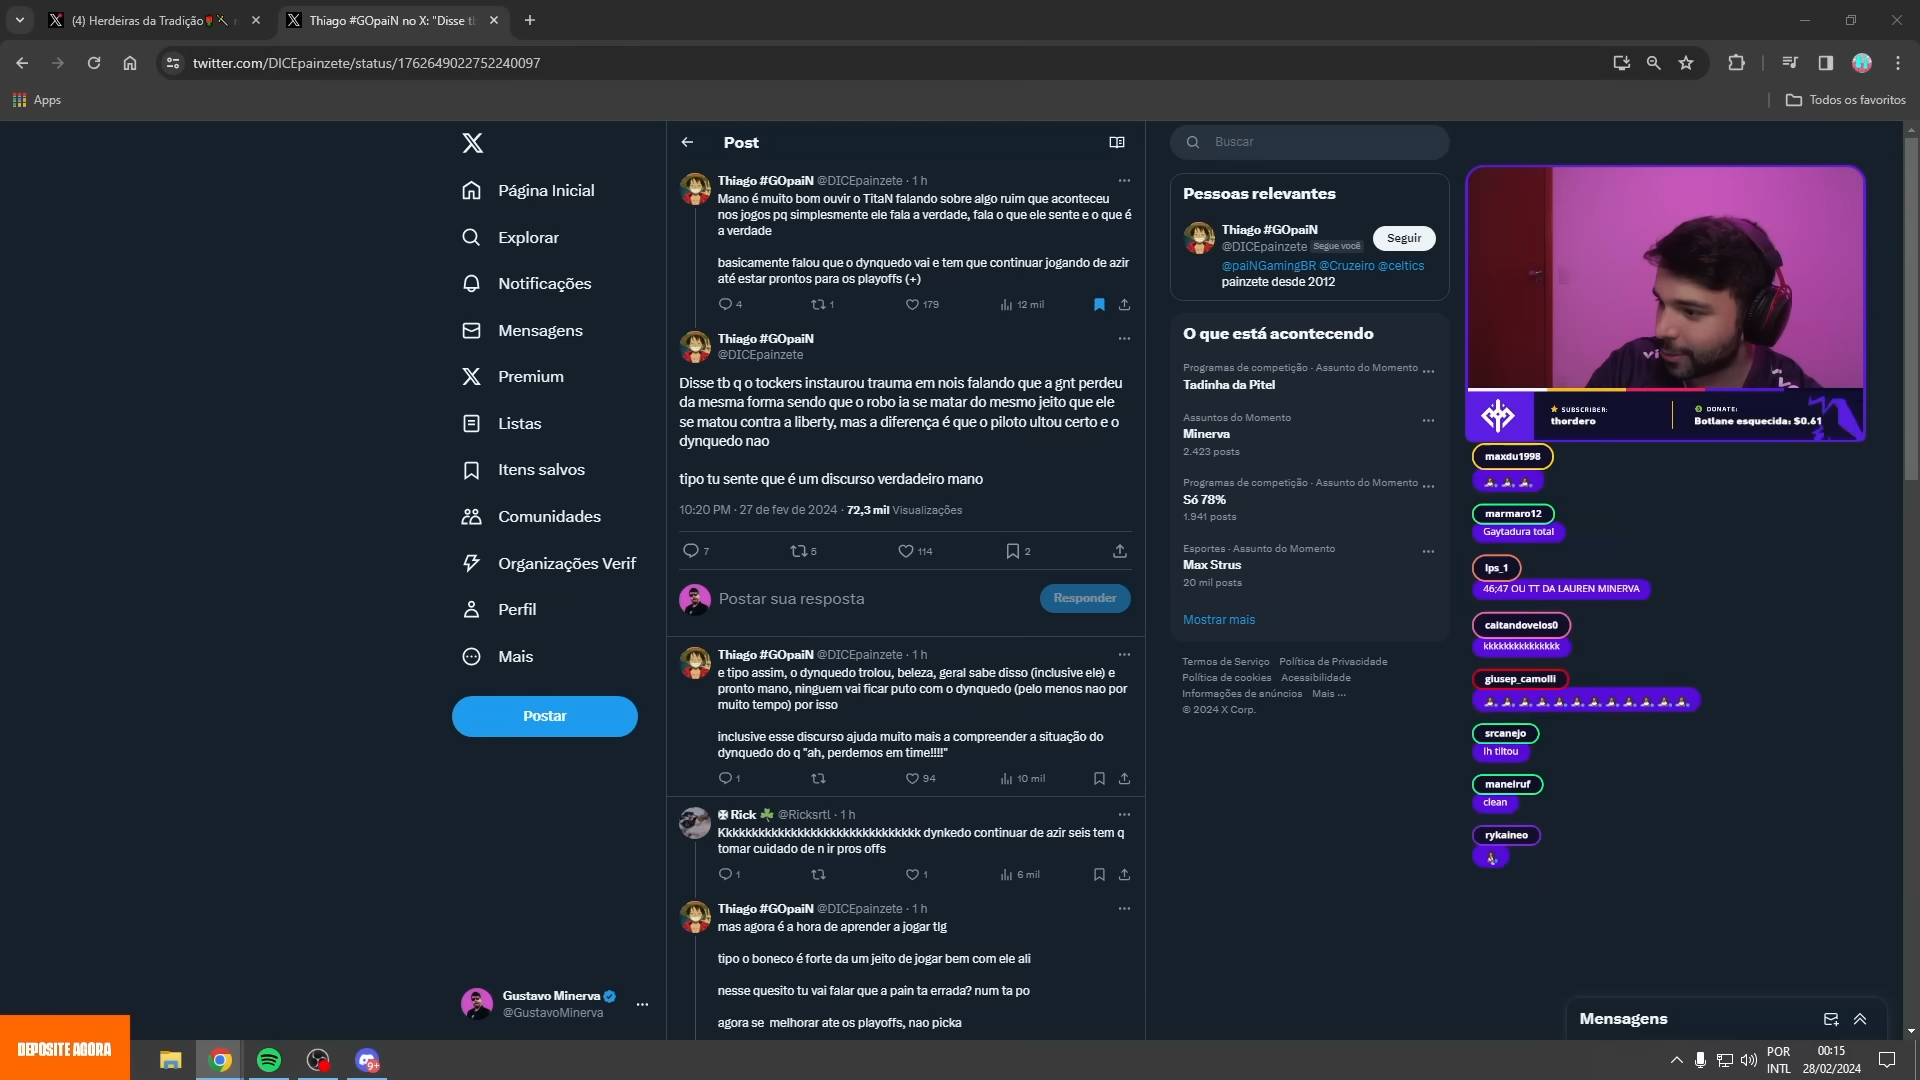 (4) Herdeiras da Tradição
Thiago #GOpaiN no X: "Disse t
twitter.com/DICEpainzete/status/1762649022752240097
Apps
Todos os favoritos
Página Inicial
Explorar
Notificações
Mensagens
Premium
Listas
Itens salvos
Comunidades
Organizações Verif
Perfil
Mais
Postar
Gustavo Minerva
@GustavoMinerva
Post
Thiago #GOpaiN @DICEpainzete · 1 h
Mano é muito bom ouvir o TitaN falando sobre algo ruim que aconteceu
nos jogos pq simplesmente ele fala a verdade, fala o que ele sente e o que é
a verdade
basicamente falou que o dynquedo vai e tem que continuar jogando de azir
até estar prontos para os playoffs (+)
4 1 179 12 mil
Thiago #GOpaiN
@DICEpainzete
Disse tb q o tockers instaurou trauma em nois falando que a gnt perdeu
da mesma forma sendo que o robo ia se matar do mesmo jeito que ele
se matou contra a liberty, mas a diferença é que o piloto ultou certo e o
dynquedo nao
tipo tu sente que é um discurso verdadeiro mano
10:20 PM · 27 de fev de 2024 · 72,3 mil Visualizações
7 5 114 2
Postar sua resposta
Responder
Thiago #GOpaiN @DICEpainzete · 1 h
e tipo assim, o dynquedo trolou, beleza, geral sabe disso (inclusive ele) e
pronto mano, ninguem vai ficar puto com o dynquedo (pelo menos nao por
muito tempo) por isso
inclusive esse discurso ajuda muito mais a compreender a situação do
dynquedo do q "ah, perdemos em time!!!!"
1 94 10 mil
Rick @Ricksrtl · 1 h
Kkkkkkkkkkkkkkkkkkkkkkkkkkkkkkk dynkedo continuar de azir seis tem q
tomar cuidado de n ir pros offs
1 1 6 mil
Thiago #GOpaiN @DICEpainzete · 1 h
mas agora é a hora de aprender a jogar tlg
tipo o boneco é forte da um jeito de jogar bem com ele ali
nesse quesito tu vai falar que a pain ta errada? num ta po
agora se melhorar ate os playoffs, nao picka
Buscar
Pessoas relevantes
Thiago #GOpaiN
@DICEpainzete Segue você
Seguir
@paiNGamingBR @Cruzeiro @celtics
painzete desde 2012
O que está acontecendo
Programas de competição · Assunto do Momento
Tadinha da Pitel
Assuntos do Momento
Minerva
2.423 posts
Programas de competição · Assunto do Momento
Só 78%
1.941 posts
Esportes · Assunto do Momento
Max Strus
20 mil posts
Mostrar mais
Termos de Serviço Política de Privacidade
Política de cookies Acessibilidade
Informações de anúncios Mais ...
© 2024 X Corp.
SUBSCRIBER:
thordero
DONATE:
Botlane esquecida: $0.61
maxdu1998
marmaro12
Gaytadura total
lps_1
46;47 OU TT DA LAUREN MINERVA
caitandovelos0
kkkkkkkkkkkkkkk
giusep_camolli
srcanejo
Ih tiltou
maneiruf
clean
rykaineo
Mensagens
DEPOSITE AGORA
9+
POR
INTL
00:15
28/02/2024